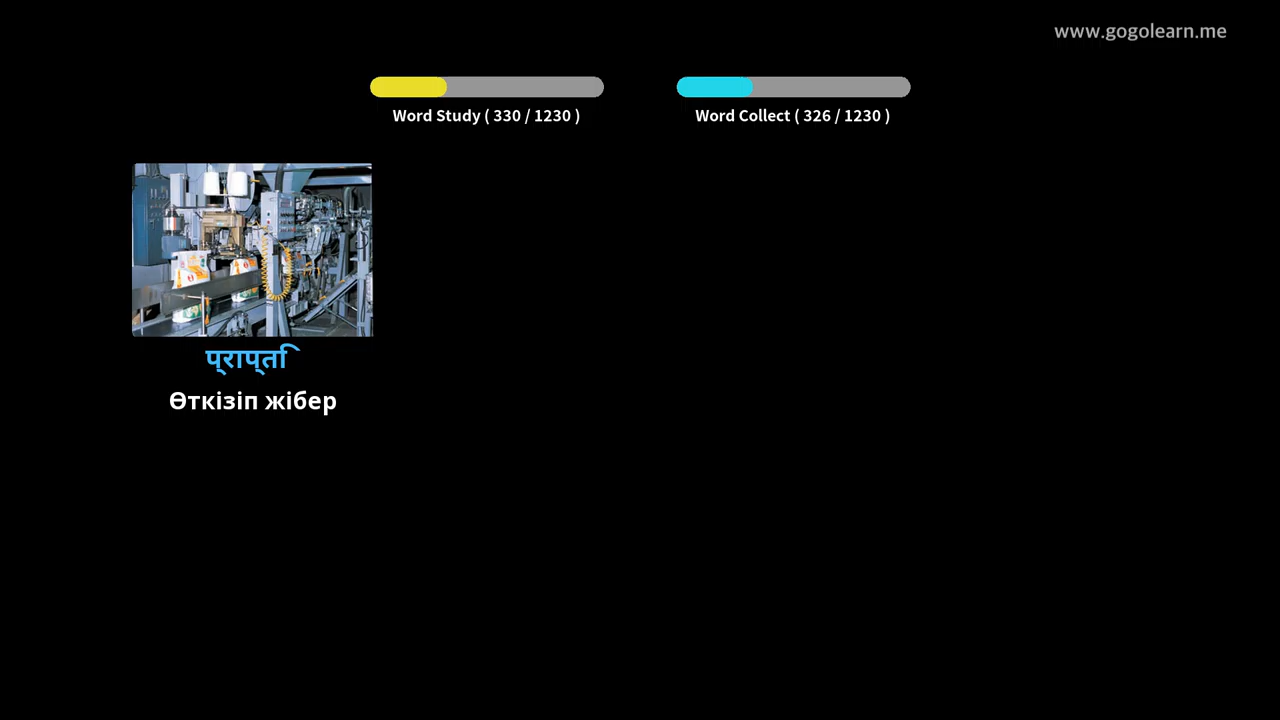 www.gogolearn.me
Word Study ( 330 / 1230 )
Word Collect ( 326 / 1230 )
प्राप्ति
Өткізіп жібер